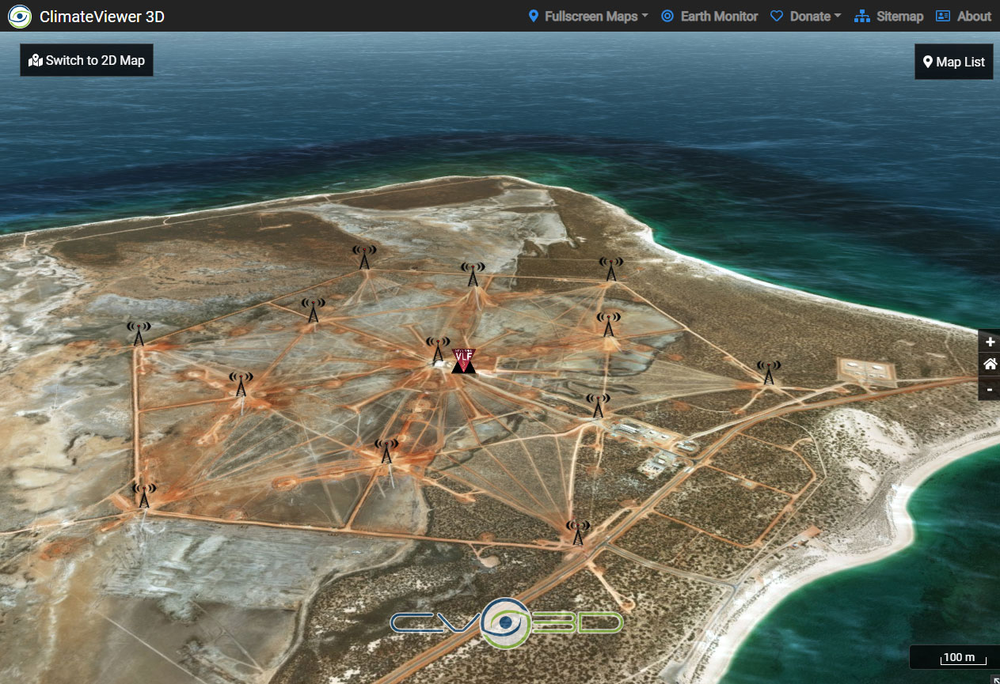 ClimateViewer 3D
Fullscreen Maps
Earth Monitor
Donate
Sitemap
About
Switch to 2D Map
Map List
VLF
+
-
CV3D
100 m